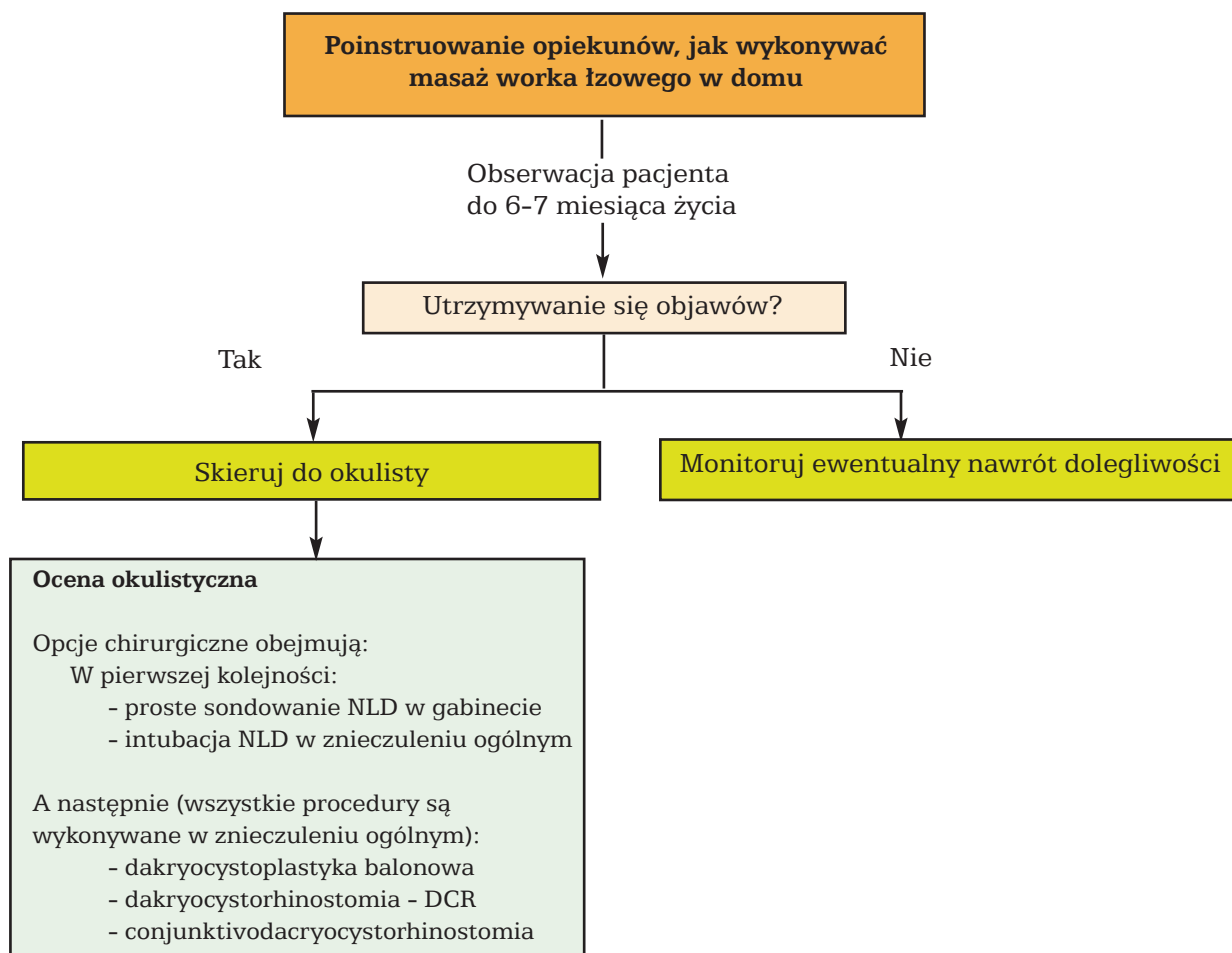 Poinstruowanie opiekunów, jak wykonywać
masaż worka łzowego w domu
Obserwacja pacjenta
do 6–7 miesiąca życia
Utrzymywanie się objawów?
Tak
Nie
Skieruj do okulisty
Monitoruj ewentualny nawrót dolegliwości
Ocena okulistyczna
Opcje chirurgiczne obejmują:
W pierwszej kolejności:
– proste sondowanie NLD w gabinecie
– intubacja NLD w znieczuleniu ogólnym
A następnie (wszystkie procedury są
wykonywane w znieczuleniu ogólnym):
– dakryocystoplastyka balonowa
– dakryocystorhinostomia – DCR
– conjunktivodacryocystorhinostomia